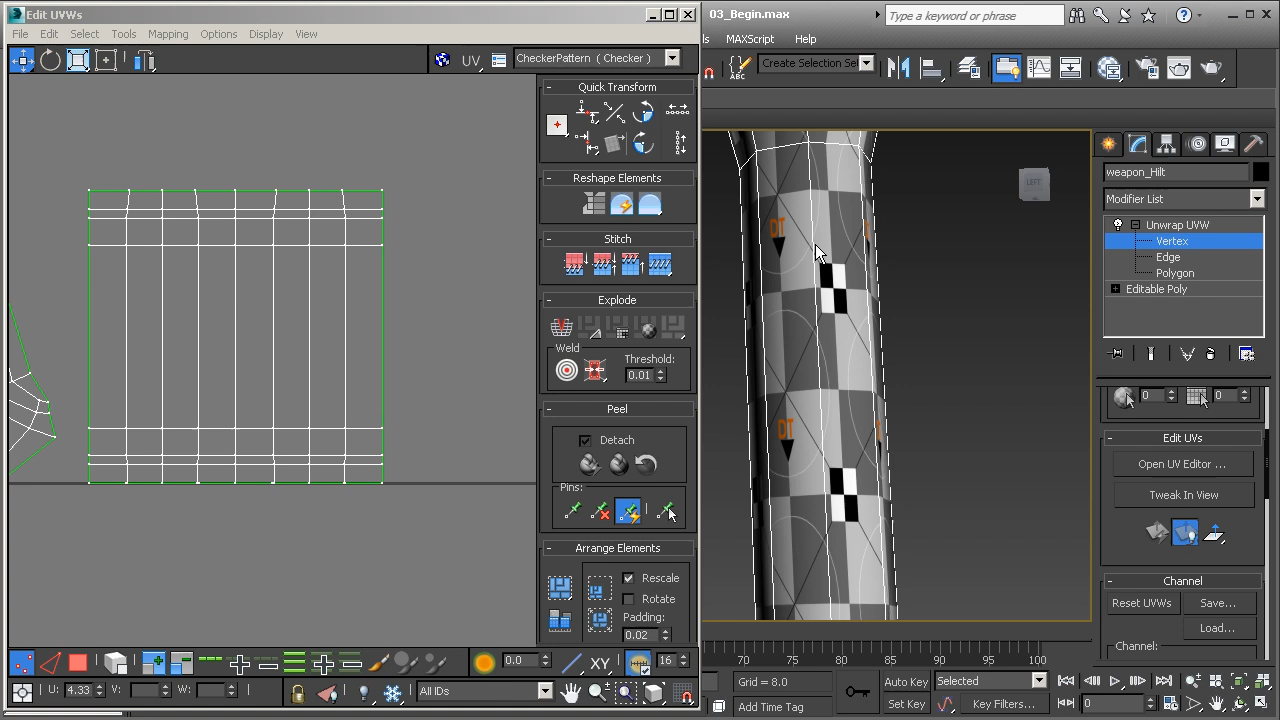 Edit UVWs
File Edit Select Tools Mapping Options Display View
UV
CheckerPattern ( Checker )
Quick Transform
Reshape Elements
Stitch
Explode
Weld
Threshold:
0.01
Peel
Detach
Pins:
Arrange Elements
Rescale
Rotate
Padding:
0.02
0.0
XY
16
U: 4.33 V: W:
All IDs
03_Begin.max
Type a keyword or phrase
MAXScript Help
ABC
Create Selection Se
LEFT
weapon_Hilt
Modifier List
Unwrap UVW
Vertex
Edge
Polygon
Editable Poly
0 0
Edit UVs
Open UV Editor ...
Tweak In View
Channel
Reset UVWs Save...
Load...
Channel:
70 75 80 85 90 95 100
Grid = 8.0
Add Time Tag
Auto Key Selected
Set Key Key Filters...
0